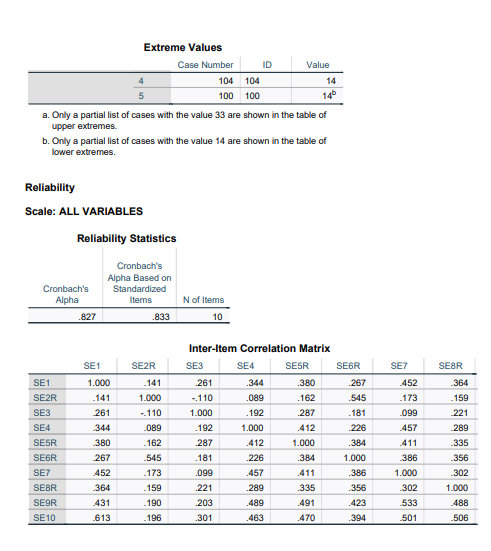 Extreme Values
Case Number ID Value
4 104 104 14
5 100 100 14b
a. Only a partial list of cases with the value 33 are shown in the table of
upper extremes.
b. Only a partial list of cases with the value 14 are shown in the table of
lower extremes.
Reliability
Scale: ALL VARIABLES
Reliability Statistics
Cronbach's
Alpha
Cronbach's
Alpha Based on
Standardized
Items
N of Items
.827 .833 10
Inter-Item Correlation Matrix
SE1 SE2R SE3 SE4 SE5R SE6R SE7 SE8R
SE1 1.000 .141 .261 .344 .380 .267 .452 .364
SE2R .141 1.000 -.110 .089 .162 .545 .173 .159
SE3 .261 -.110 1.000 .192 .287 .181 .099 .221
SE4 .344 .089 .192 1.000 .412 .226 .457 .289
SE5R .380 .162 .287 .412 1.000 .384 .411 .335
SE6R .267 .545 .181 .226 .384 1.000 .386 .356
SE7 .452 .173 .099 .457 .411 .386 1.000 .302
SE8R .364 .159 .221 .289 .335 .356 .302 1.000
SE9R .431 .190 .203 .489 .491 .423 .533 .488
SE10 .613 .196 .301 .463 .470 .394 .501 .506